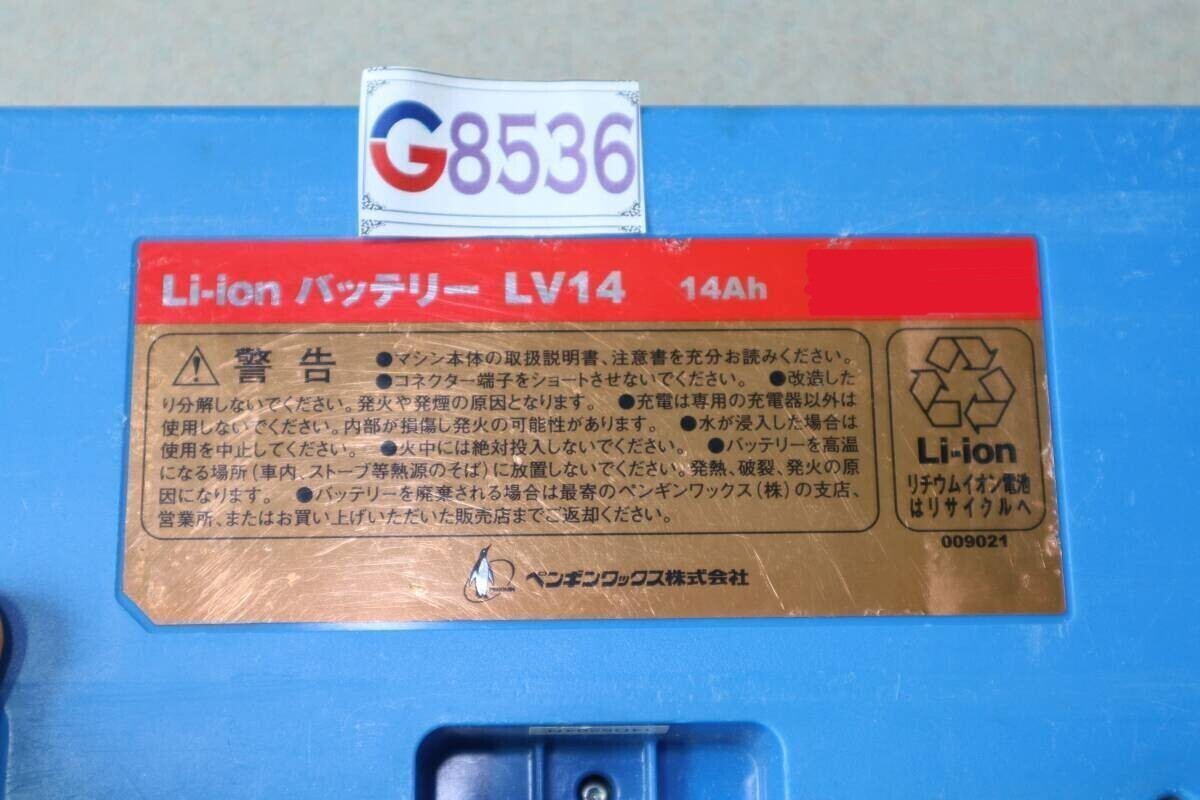 G8536
Li-ion バッテリー LV14 14Ah
警告 ●マシン本体の取扱説明書、注意書を充分お読みください。
●コネクター端子をショートさせないでください。 ●改造した
り分解しないでください。発火や発煙の原因となります。 ●充電は専用の充電器以外は
使用しないでください。内部が損傷し発火の可能性があります。 ●水が浸入した場合は
使用を中止してください。 ●火中には絶対投入しないでください。 ●バッテリーを高温
になる場所(車内、ストーブ等熱源のそば)に放置しないでください。発熱、破裂、発火の原
因になります。 ●バッテリーを廃棄される場合は最寄のペンギンワックス(株)の支店、
営業所、またはお買い上げいただいた販売店までご返却ください。
Li-ion
リチウムイオン電池
はリサイクルへ
009021
ペンギンワックス株式会社